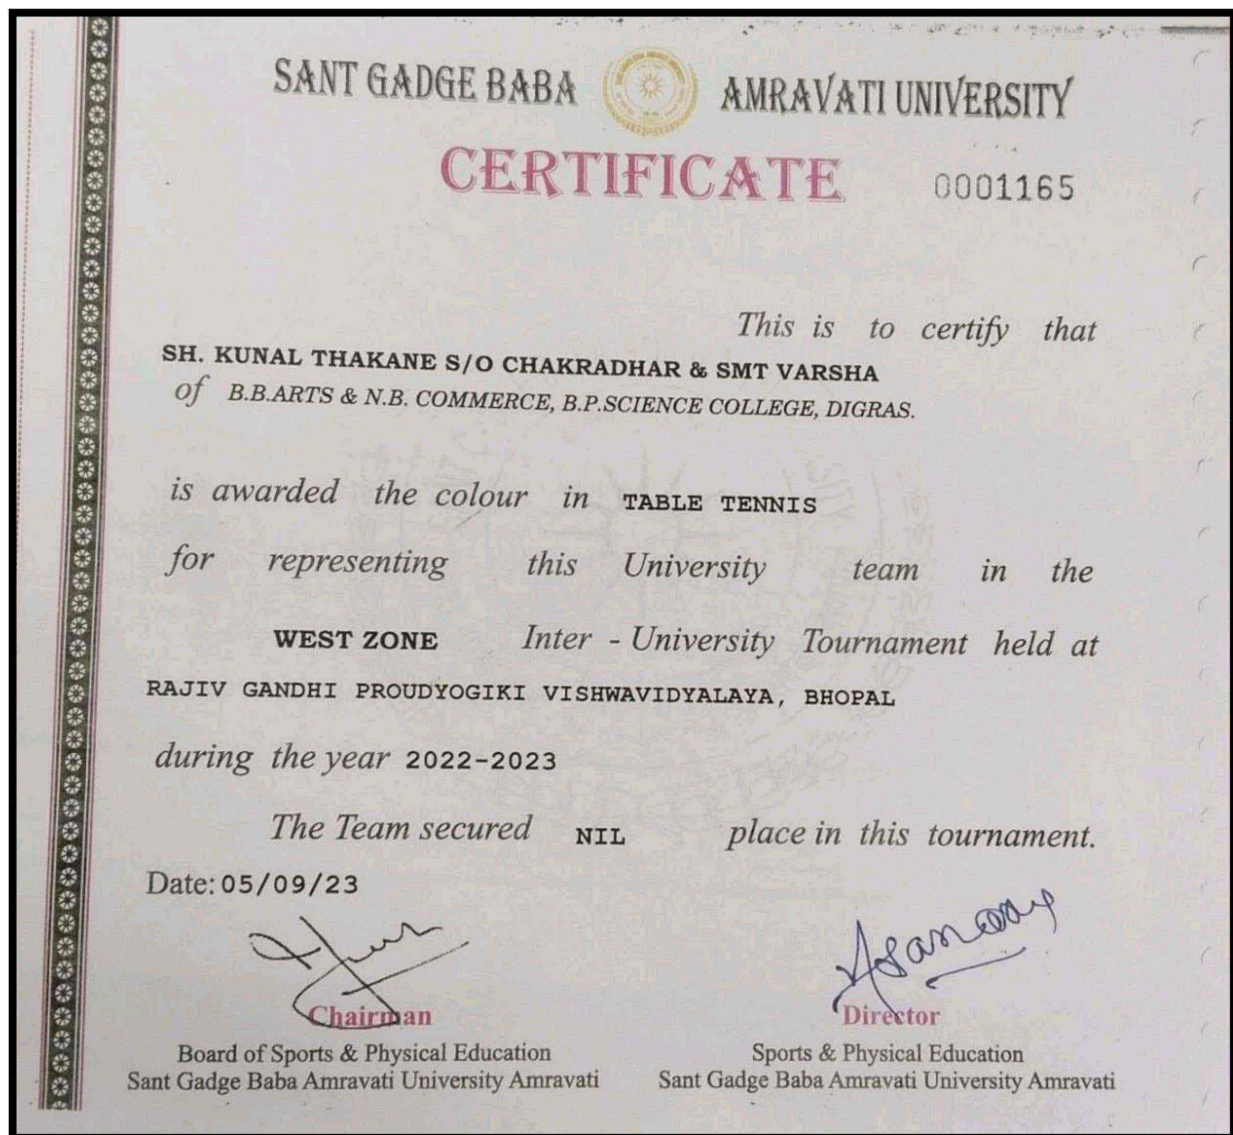 SANT GADGE BABA AMRAVATI UNIVERSITY
CERTIFICATE 0001165
This is to certify that
SH. KUNAL THAKANE S/O CHAKRADHAR & SMT VARSHA
of B.B.ARTS & N.B. COMMERCE, B.P.SCIENCE COLLEGE, DIGRAS.
is awarded the colour in TABLE TENNIS
for representing this University team in the
WEST ZONE Inter - University Tournament held at
RAJIV GANDHI PROUDYOGIKI VISHWAVIDYALAYA, BHOPAL
during the year 2022-2023
The Team secured NIL place in this tournament.
Date: 05/09/23
Chairman Director
Board of Sports & Physical Education Sports & Physical Education
Sant Gadge Baba Amravati University Amravati Sant Gadge Baba Amravati University Amravati